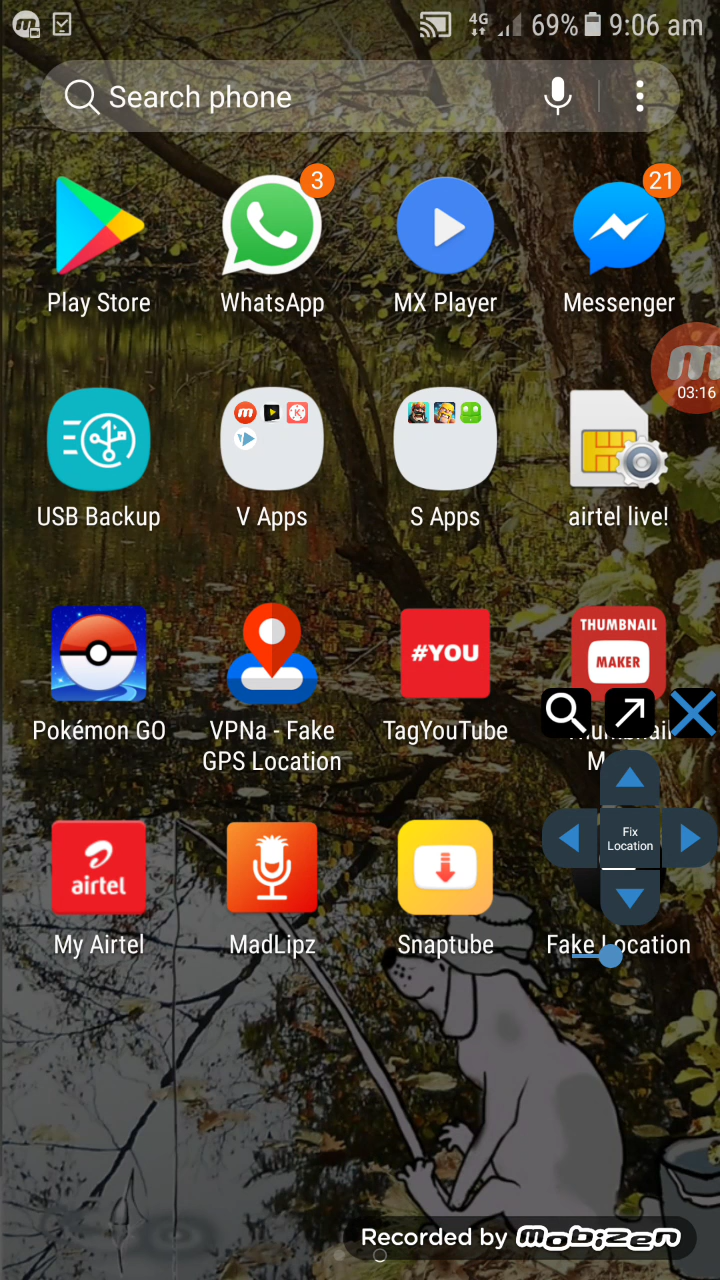 4G 69% 9:06 am
Search phone
3
21
Play Store
WhatsApp
MX Player
Messenger
03:16
USB Backup
V Apps
S Apps
airtel live!
#YOU
THUMBNAIL
MAKER
Pokémon GO
VPNa - Fake
GPS Location
TagYouTube
Fix
Location
airtel
My Airtel
MadLipz
Snaptube
Fake Location
Recorded by mobizen